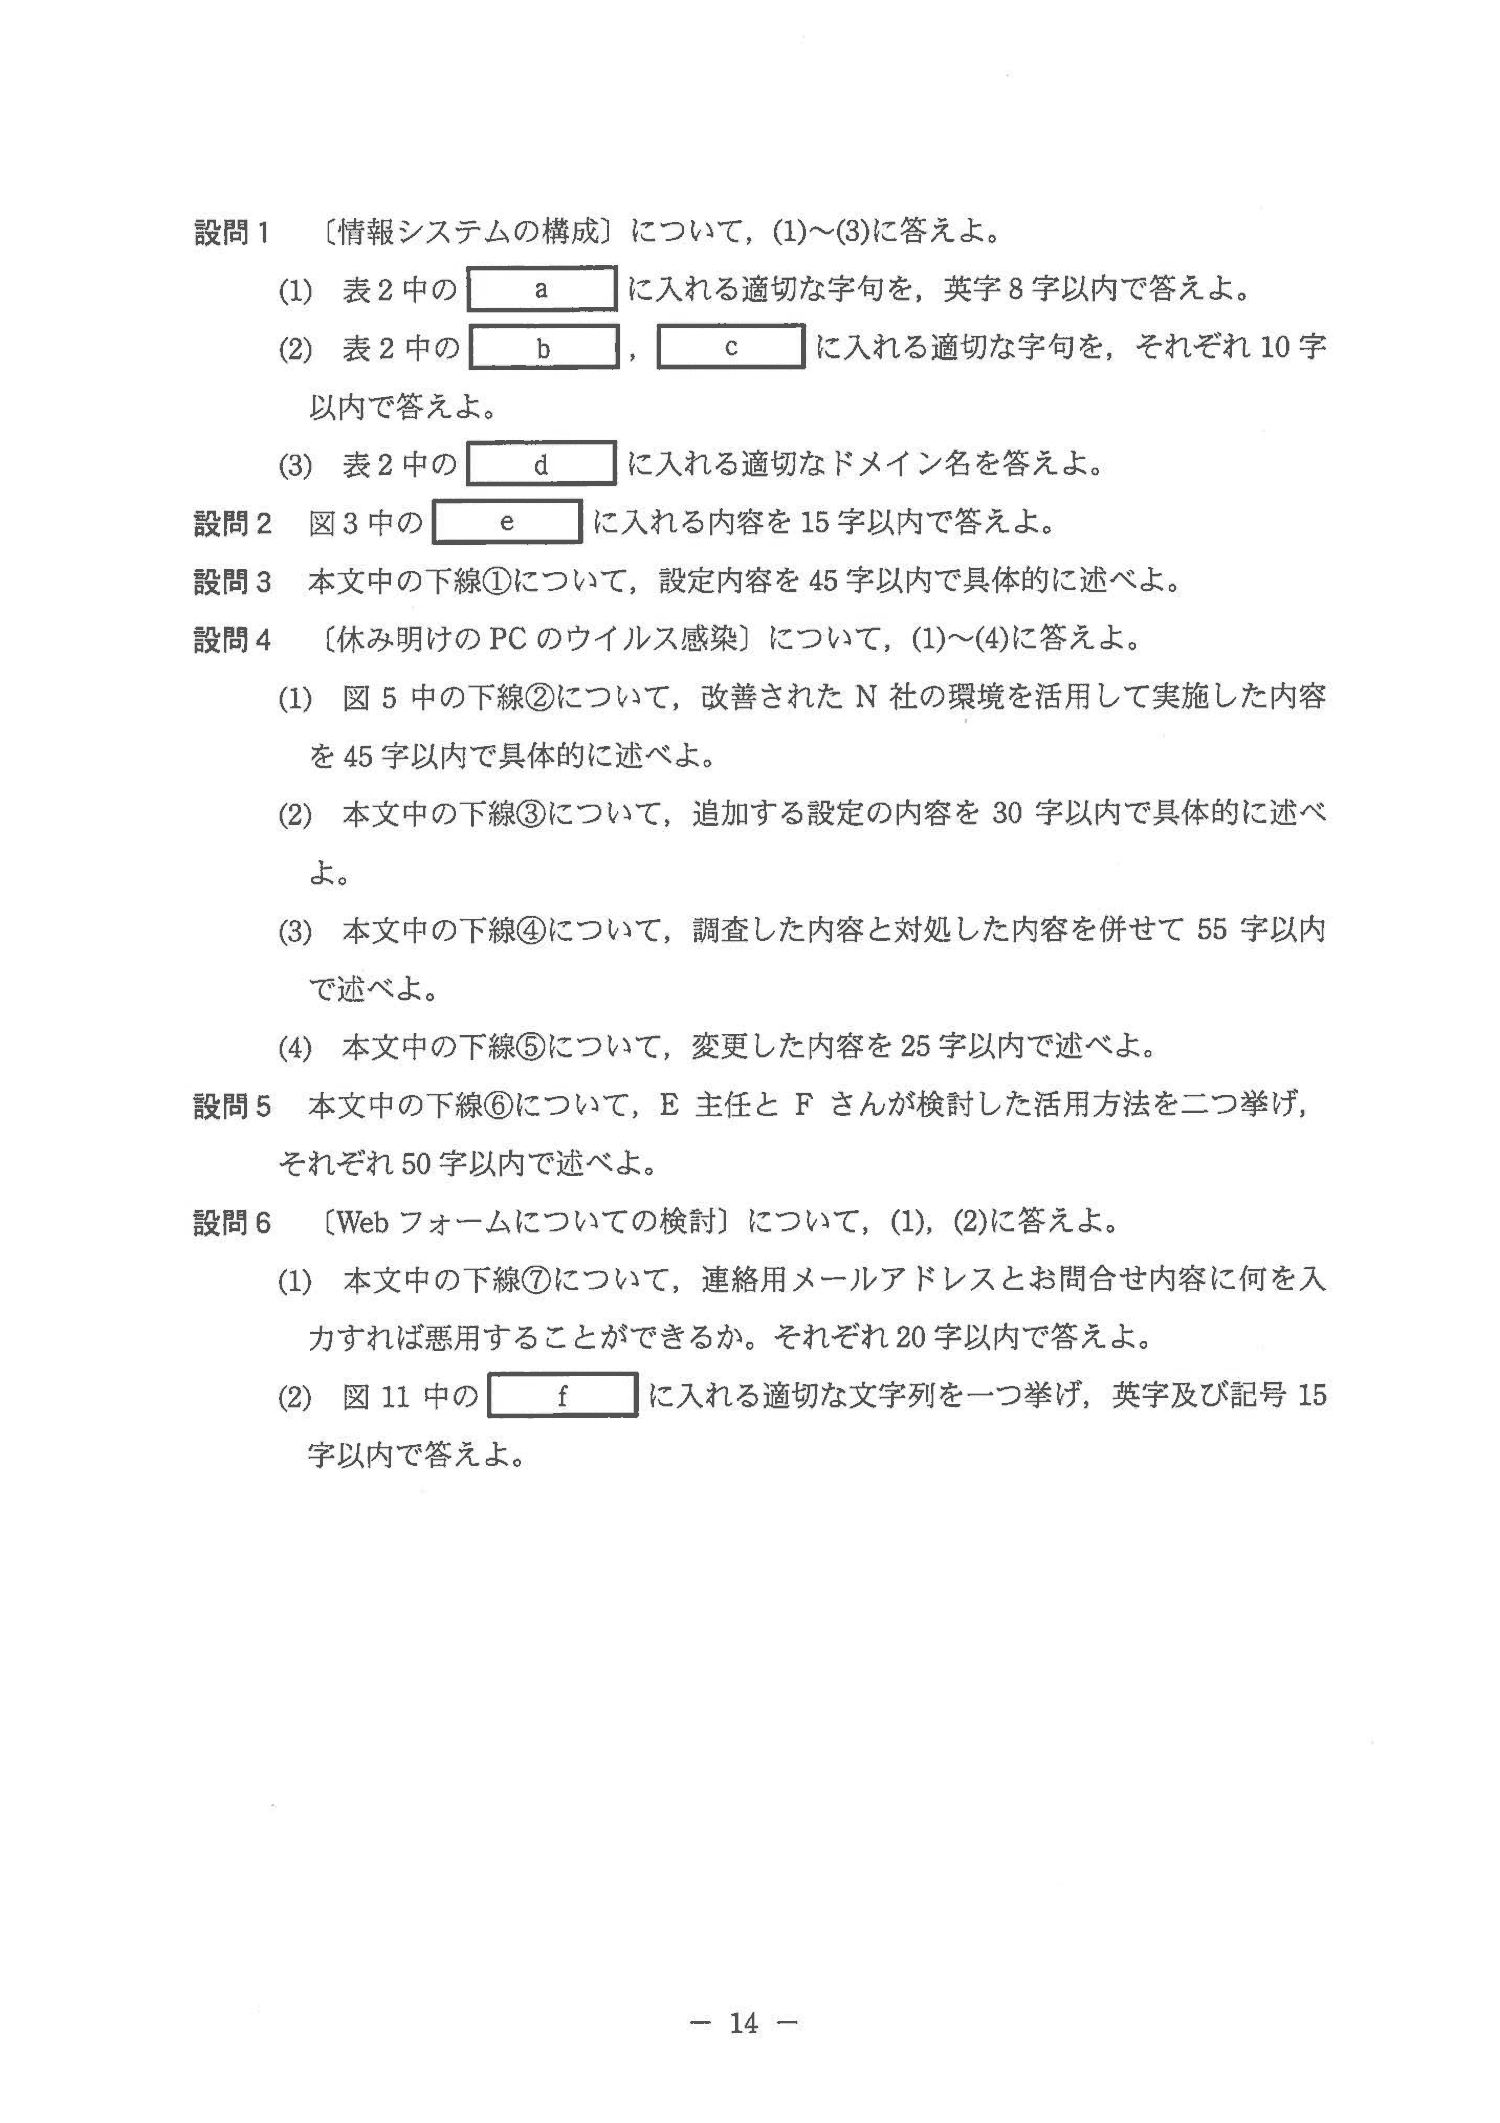 設問1 〔情報システムの構成〕について，(1)～(3)に答えよ。
(1) 表2中の a に入れる適切な字句を，英字8字以内で答えよ。
(2) 表2中の b ， c に入れる適切な字句を，それぞれ10字
以内で答えよ。
(3) 表2中の d に入れる適切なドメイン名を答えよ。
設問2 図3中の e に入れる内容を15字以内で答えよ。
設問3 本文中の下線①について，設定内容を45字以内で具体的に述べよ。
設問4 〔休み明けのPCのウイルス感染〕について，(1)～(4)に答えよ。
(1) 図5中の下線②について，改善されたN社の環境を活用して実施した内容
を45字以内で具体的に述べよ。
(2) 本文中の下線③について，追加する設定の内容を30字以内で具体的に述べ
よ。
(3) 本文中の下線④について，調査した内容と対処した内容を併せて55字以内
で述べよ。
(4) 本文中の下線⑤について，変更した内容を25字以内で述べよ。
設問5 本文中の下線⑥について，E主任とFさんが検討した活用方法を二つ挙げ，
それぞれ50字以内で述べよ。
設問6 〔Webフォームについての検討〕について，(1)，(2)に答えよ。
(1) 本文中の下線⑦について，連絡用メールアドレスとお問合せ内容に何を入
力すれば悪用することができるか。それぞれ20字以内で答えよ。
(2) 図11中の f に入れる適切な文字列を一つ挙げ，英字及び記号15
字以内で答えよ。
－ 14 －